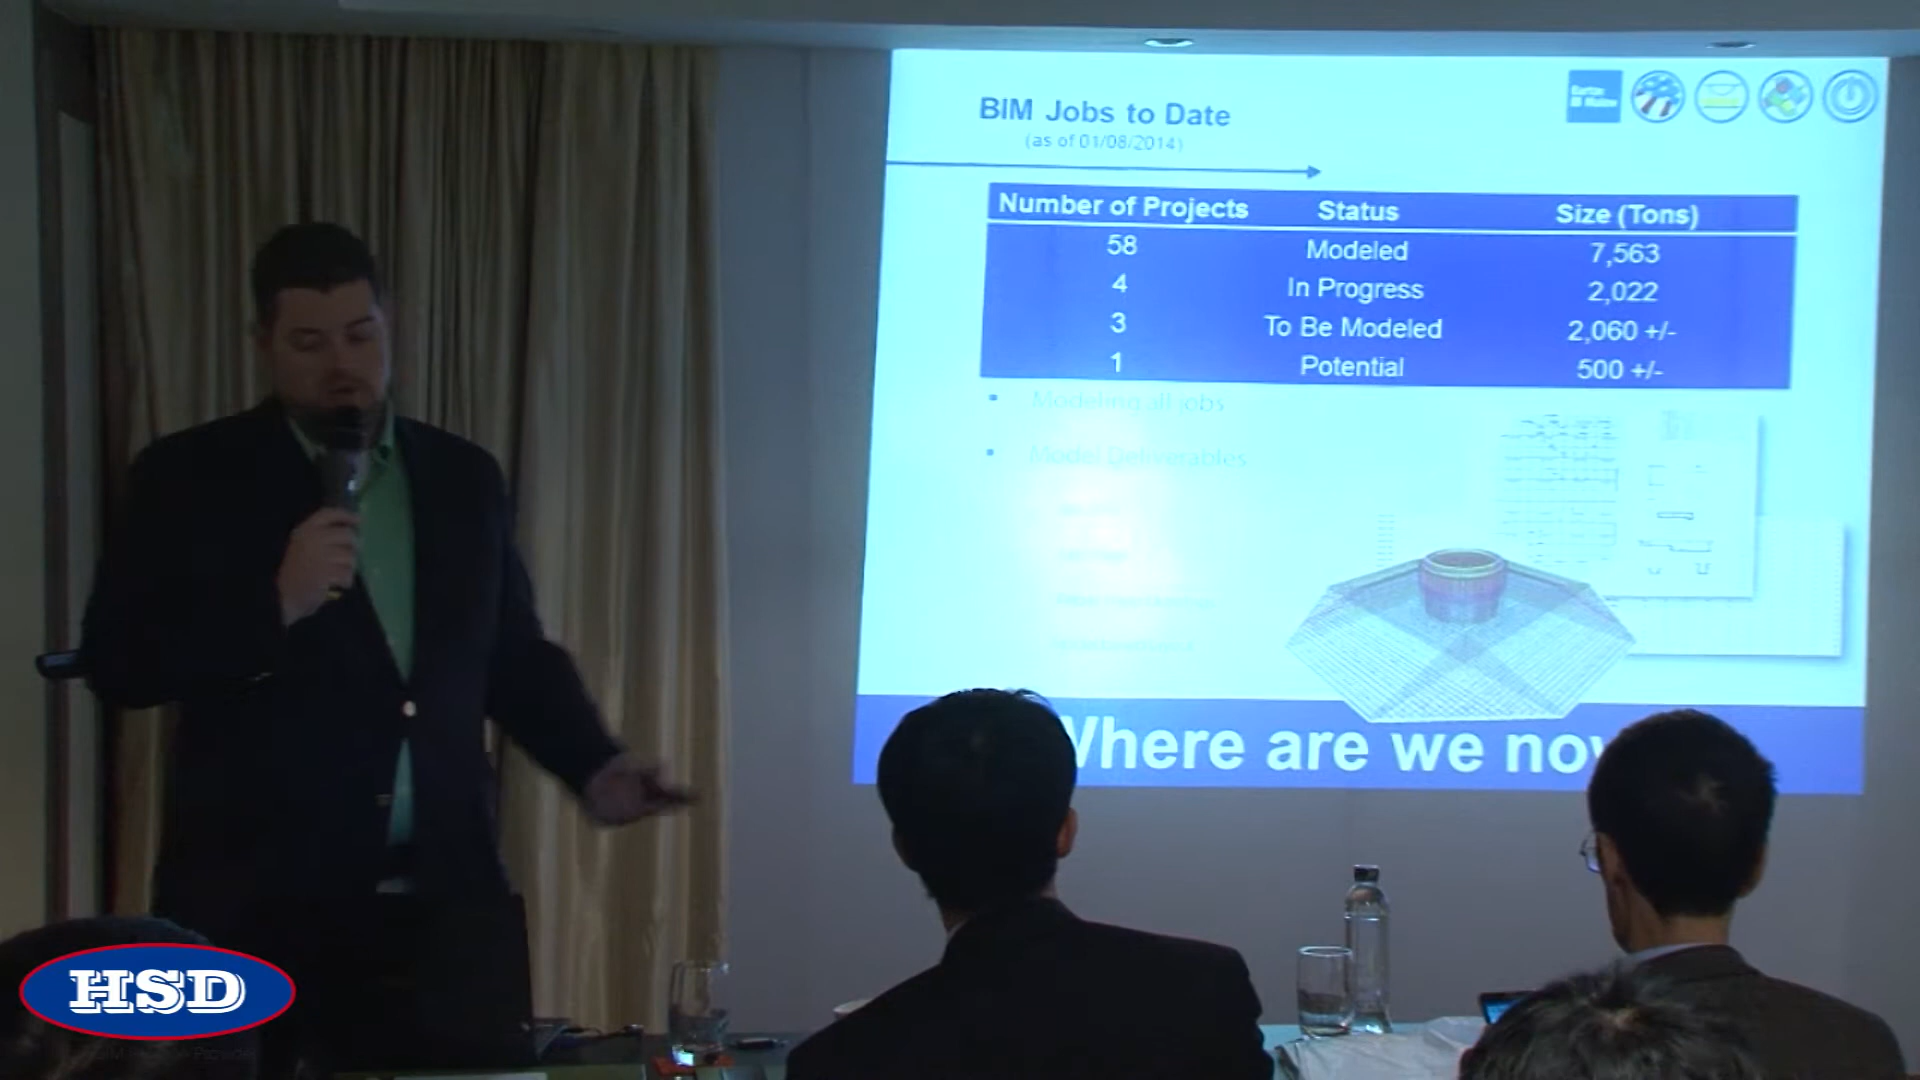 BIM Jobs to Date
(as of 01/08/2014)
Number of Projects Status Size (Tons)
58 Modeled 7,563
4 In Progress 2,022
3 To Be Modeled 2,060 +/-
1 Potential 500 +/-
▪ Modeling all jobs
▪ Model Deliverables
Where are we now
HSD